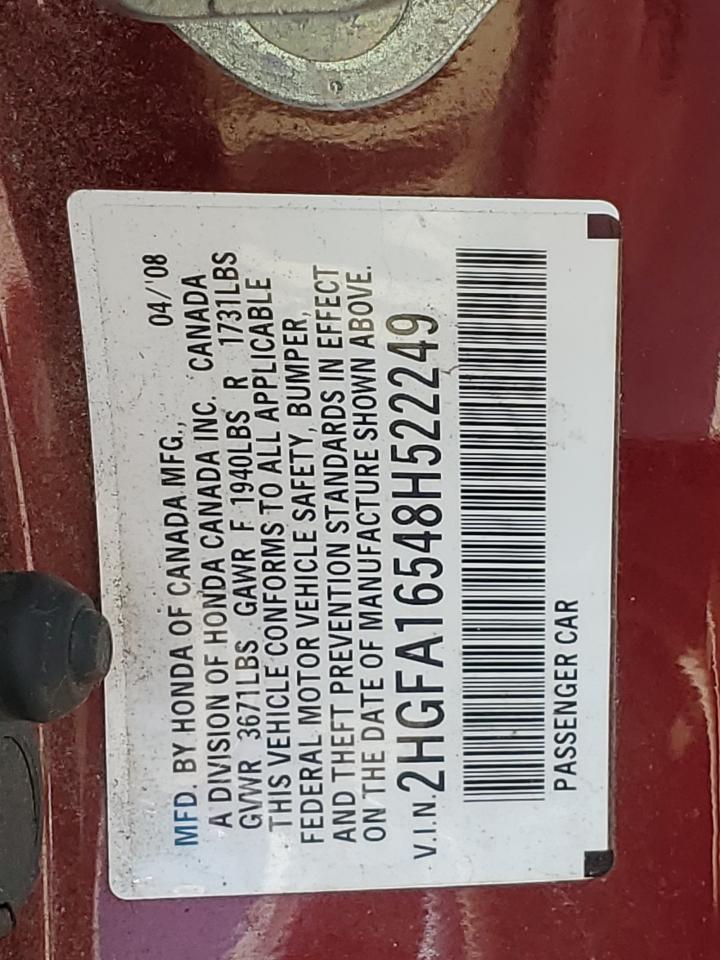 MFD. BY HONDA OF CANADA MFG., 04/'08
A DIVISION OF HONDA CANADA INC. CANADA
GVWR 3671LBS GAWR F 1940LBS R 1731LBS
THIS VEHICLE CONFORMS TO ALL APPLICABLE
FEDERAL MOTOR VEHICLE SAFETY, BUMPER,
AND THEFT PREVENTION STANDARDS IN EFFECT
ON THE DATE OF MANUFACTURE SHOWN ABOVE.
V.I.N. 2HGFA16548H522249
PASSENGER CAR